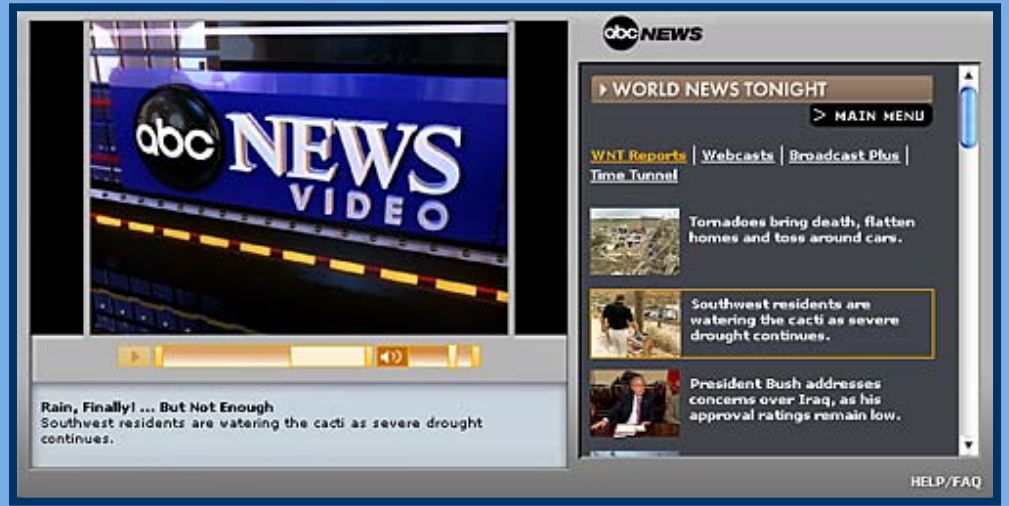 abc NEWS
VIDEO
Rain, Finally! ... But Not Enough
Southwest residents are watering the cacti as severe drought
continues.
abc NEWS
WORLD NEWS TONIGHT
> MAIN MENU
WNT Reports | Webcasts | Broadcast Plus |
Time Tunnel
Tornadoes bring death, flatten
homes and toss around cars.
Southwest residents are
watering the cacti as severe
drought continues.
President Bush addresses
concerns over Iraq, as his
approval ratings remain low.
HELP/FAQ